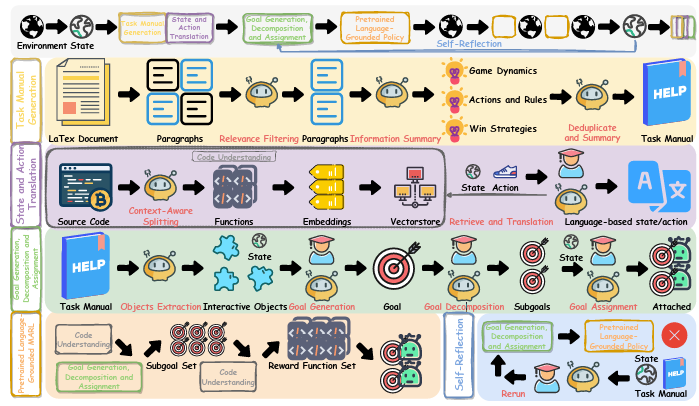 Environment State
Task Manual
Generation
State and
Action
Translation
Goal Generation,
Decomposition
and Assignment
Pretrained
Language-
Grounded Policy
Self-Reflection
Task Manual
Generation
LaTex Document
Paragraphs
Relevance Filtering
Paragraphs
Information Summary
Game Dynamics
Actions and Rules
Win Strategies
Deduplicate
and Summary
HELP
Task Manual
State and Action
Translation
Code Understanding
Source Code
Context-Aware
Splitting
Functions
Embeddings
Vectorstore
State Action
Retrieve and Translation
Language-based state/action
Goal Generation,
Decomposition and
Assignment
HELP
Task Manual
Objects Extraction
State
Interactive Objects
Goal Generation
Goal
Goal Decomposition
Subgoals
State
Goal Assignment
Attached
Pretrained Language-
Grounded MARL
Code
Understanding
Goal Generation,
Decomposition and
Assignment
Subgoal Set
Code
Understanding
Reward Function Set
Self-Reflection
Goal Generation,
Decomposition
and Assignment
Pretrained
Language-
Grounded Policy
Rerun
State
HELP
Task Manual